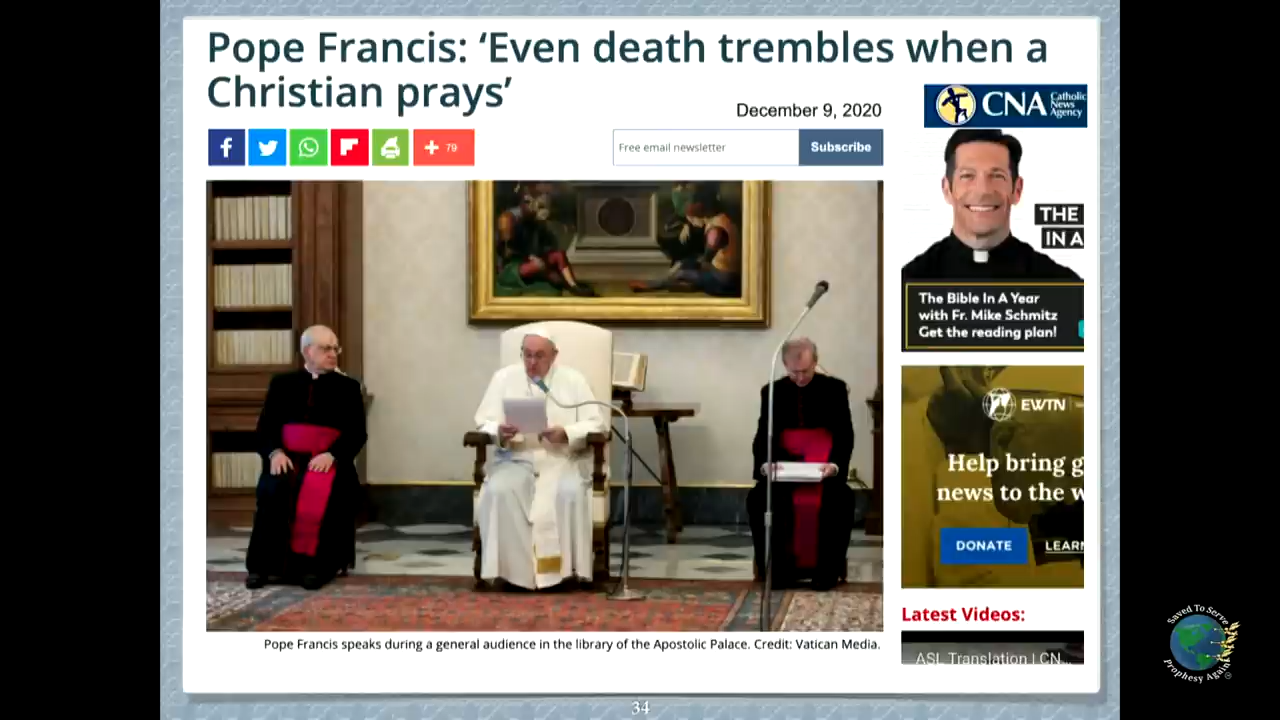 Pope Francis: ‘Even death trembles when a
Christian prays’
December 9, 2020
CNA Catholic
News
Agency
+ 79
Free email newsletter
Subscribe
THE
IN A
The Bible In A Year
with Fr. Mike Schmitz
Get the reading plan!
EWTN
Help bring g
news to the w
DONATE
LEARN
Latest Videos:
ASL Translation | CN...
Pope Francis speaks during a general audience in the library of the Apostolic Palace. Credit: Vatican Media.
34
Saved To Serve
Prophesy Again